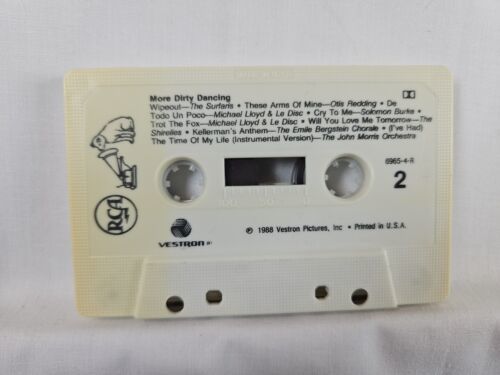 More Dirty Dancing
Wipeout—The Surfaris • These Arms Of Mine—Otis Redding • De
Todo Un Poco—Michael Lloyd & Le Disc • Cry To Me—Solomon Burke •
Trot The Fox—Michael Lloyd & Le Disc • Will You Love Me Tomorrow—The
Shirelles • Kellerman's Anthem—The Emile Bergstein Chorale • (I've Had)
The Time Of My Life (Instrumental Version)—The John Morris Orchestra
6965-4-R
2
100 50 0
RCA
VESTRON
℗ 1988 Vestron Pictures, Inc • Printed in U.S.A.